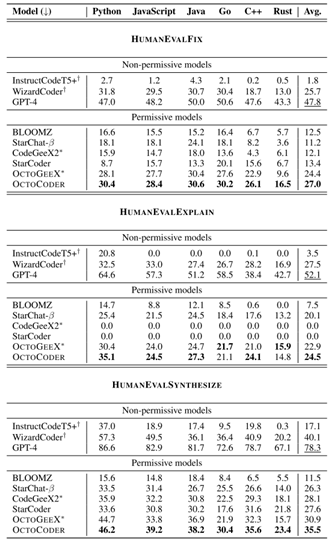 Model (↓) Python JavaScript Java Go C++ Rust Avg.
HUMANEVALFIX
Non-permissive models
InstructCodeT5+† 2.7 1.2 4.3 2.1 0.2 0.5 1.8
WizardCoder† 31.8 29.5 30.7 30.4 18.7 13.0 25.7
GPT-4 47.0 48.2 50.0 50.6 47.6 43.3 47.8
Permissive models
BLOOMZ 16.6 15.5 15.2 16.4 6.7 5.7 12.5
StarChat-β 18.1 18.1 24.1 18.1 8.2 3.6 11.2
CodeGeeX2* 15.9 14.7 18.0 13.6 4.3 6.1 12.1
StarCoder 8.7 15.7 13.3 20.1 15.6 6.7 13.4
OCTOGEEX* 28.1 27.7 30.4 27.6 22.9 9.6 24.4
OCTOCODER 30.4 28.4 30.6 30.2 26.1 16.5 27.0
HUMANEVALEXPLAIN
Non-permissive models
InstructCodeT5+† 20.8 0.0 0.0 0.0 0.1 0.0 3.5
WizardCoder† 32.5 33.0 27.4 26.7 28.2 16.9 27.5
GPT-4 64.6 57.3 51.2 58.5 38.4 42.7 52.1
Permissive models
BLOOMZ 14.7 8.8 12.1 8.5 0.6 0.0 7.5
StarChat-β 25.4 21.5 24.5 18.4 17.6 13.2 20.1
CodeGeeX2* 0.0 0.0 0.0 0.0 0.0 0.0 0.0
StarCoder 0.0 0.0 0.0 0.0 0.0 0.0 0.0
OCTOGEEX* 30.4 24.0 24.7 21.7 21.0 15.9 22.9
OCTOCODER 35.1 24.5 27.3 21.1 24.1 14.8 24.5
HUMANEVALSYNTHESIZE
Non-permissive models
InstructCodeT5+† 37.0 18.9 17.4 9.5 19.8 0.3 17.1
WizardCoder† 57.3 49.5 36.1 36.4 40.9 20.2 40.1
GPT-4 86.6 82.9 81.7 72.6 78.7 67.1 78.3
Permissive models
BLOOMZ 15.6 14.8 18.4 8.4 6.5 5.5 11.5
StarChat-β 33.5 31.4 26.7 25.5 26.6 14.0 26.3
CodeGeeX2* 35.9 32.2 30.8 22.5 29.3 18.1 28.1
StarCoder 33.6 30.8 30.2 17.6 31.6 21.8 27.6
OCTOGEEX* 44.7 33.8 36.9 21.9 32.3 15.7 30.9
OCTOCODER 46.2 39.2 38.2 30.4 35.6 23.4 35.5